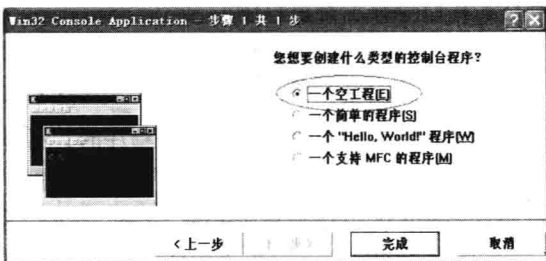 Win32 Console Application - 步骤 1 共 1 步
您想要创建什么类型的控制台程序?
一个空工程(E)
一个简单的程序(S)
一个 "Hello, World!" 程序(W)
一个支持 MFC 的程序(M)
<上一步
完成
取消